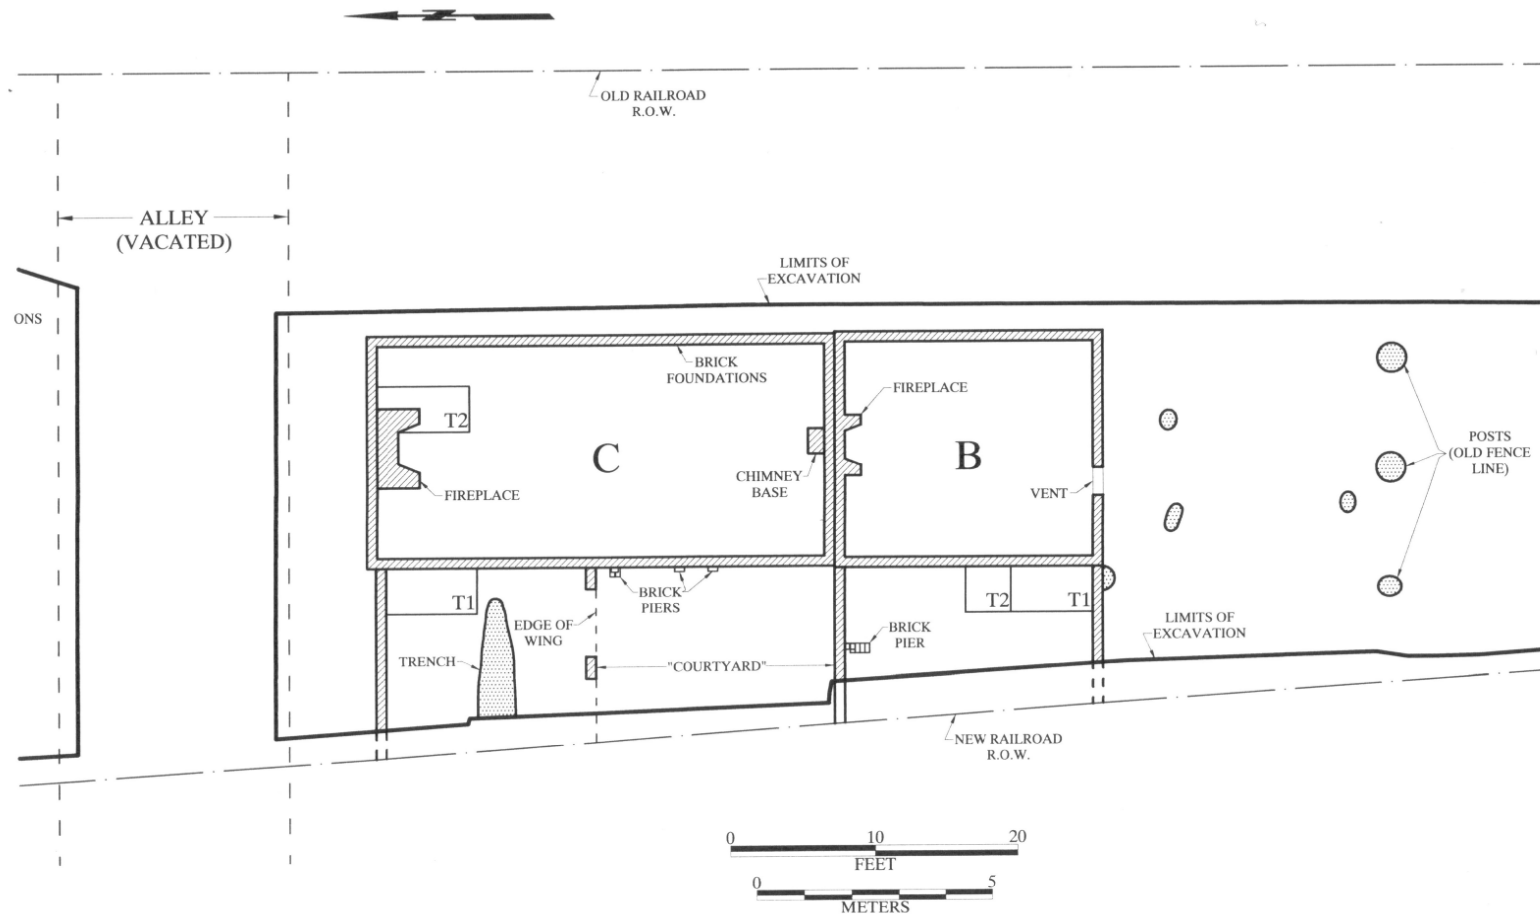 N
OLD RAILROAD
R.O.W.
ALLEY
(VACATED)
LIMITS OF
EXCAVATION
ONS
BRICK
FOUNDATIONS
FIREPLACE
T2
C
B
POSTS
(OLD FENCE
LINE)
CHIMNEY
BASE
FIREPLACE
VENT
T1
BRICK
PIERS
T2
T1
EDGE OF
WING
BRICK
PIER
LIMITS OF
EXCAVATION
TRENCH
"COURTYARD"
NEW RAILROAD
R.O.W.
0 10 20
FEET
0 5
METERS